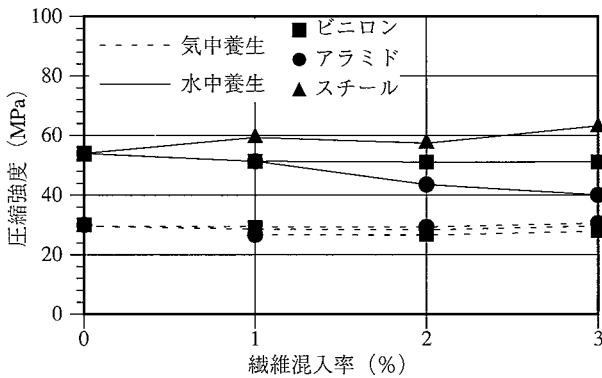 圧縮強度 (MPa)
100
80
60
40
20
0
気中養生
水中養生
ビニロン
アラミド
スチール
0 1 2 3
繊維混入率 (%)